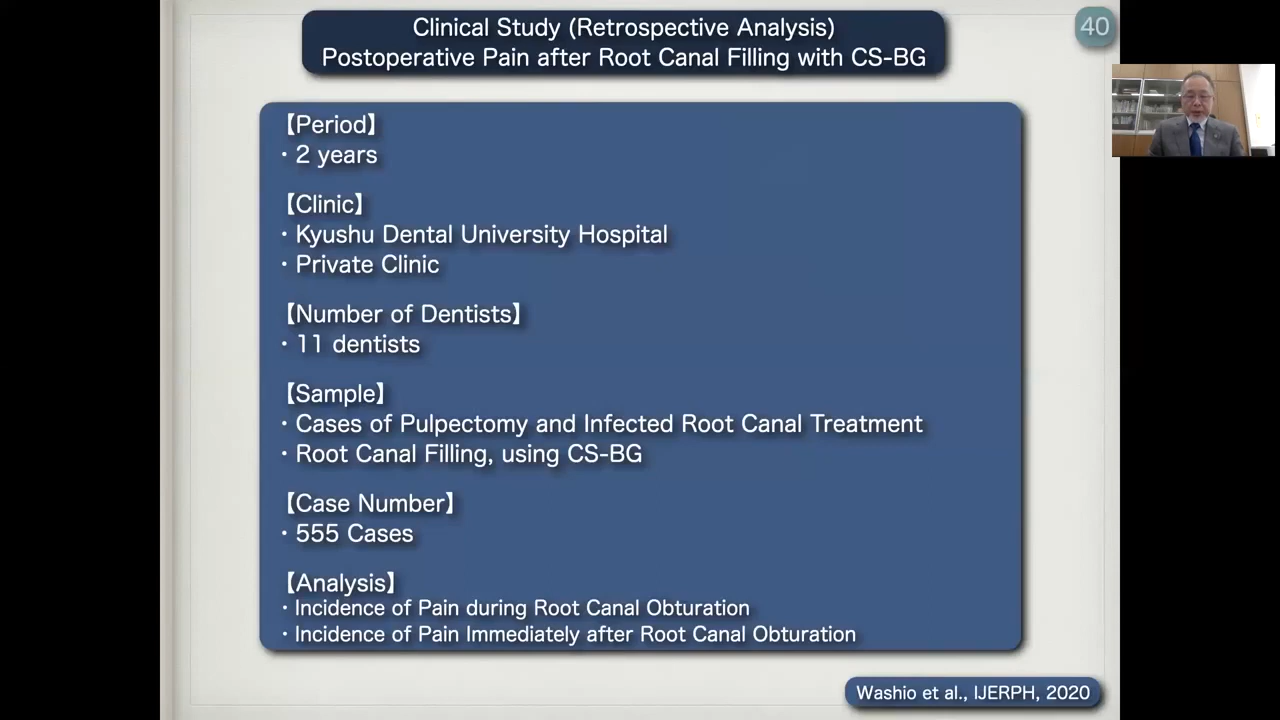 Clinical Study (Retrospective Analysis)
Postoperative Pain after Root Canal Filling with CS-BG
40
【Period】
・2 years
【Clinic】
・Kyushu Dental University Hospital
・Private Clinic
【Number of Dentists】
・11 dentists
【Sample】
・Cases of Pulpectomy and Infected Root Canal Treatment
・Root Canal Filling, using CS-BG
【Case Number】
・555 Cases
【Analysis】
・Incidence of Pain during Root Canal Obturation
・Incidence of Pain Immediately after Root Canal Obturation
Washio et al., IJERPH, 2020